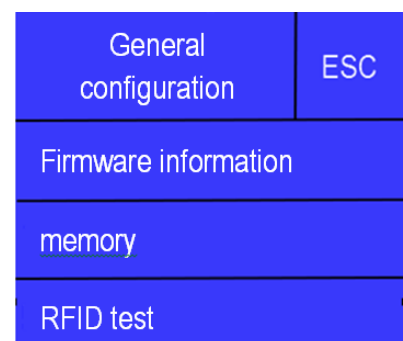 General
configuration
ESC
Firmware information
memory
RFID test